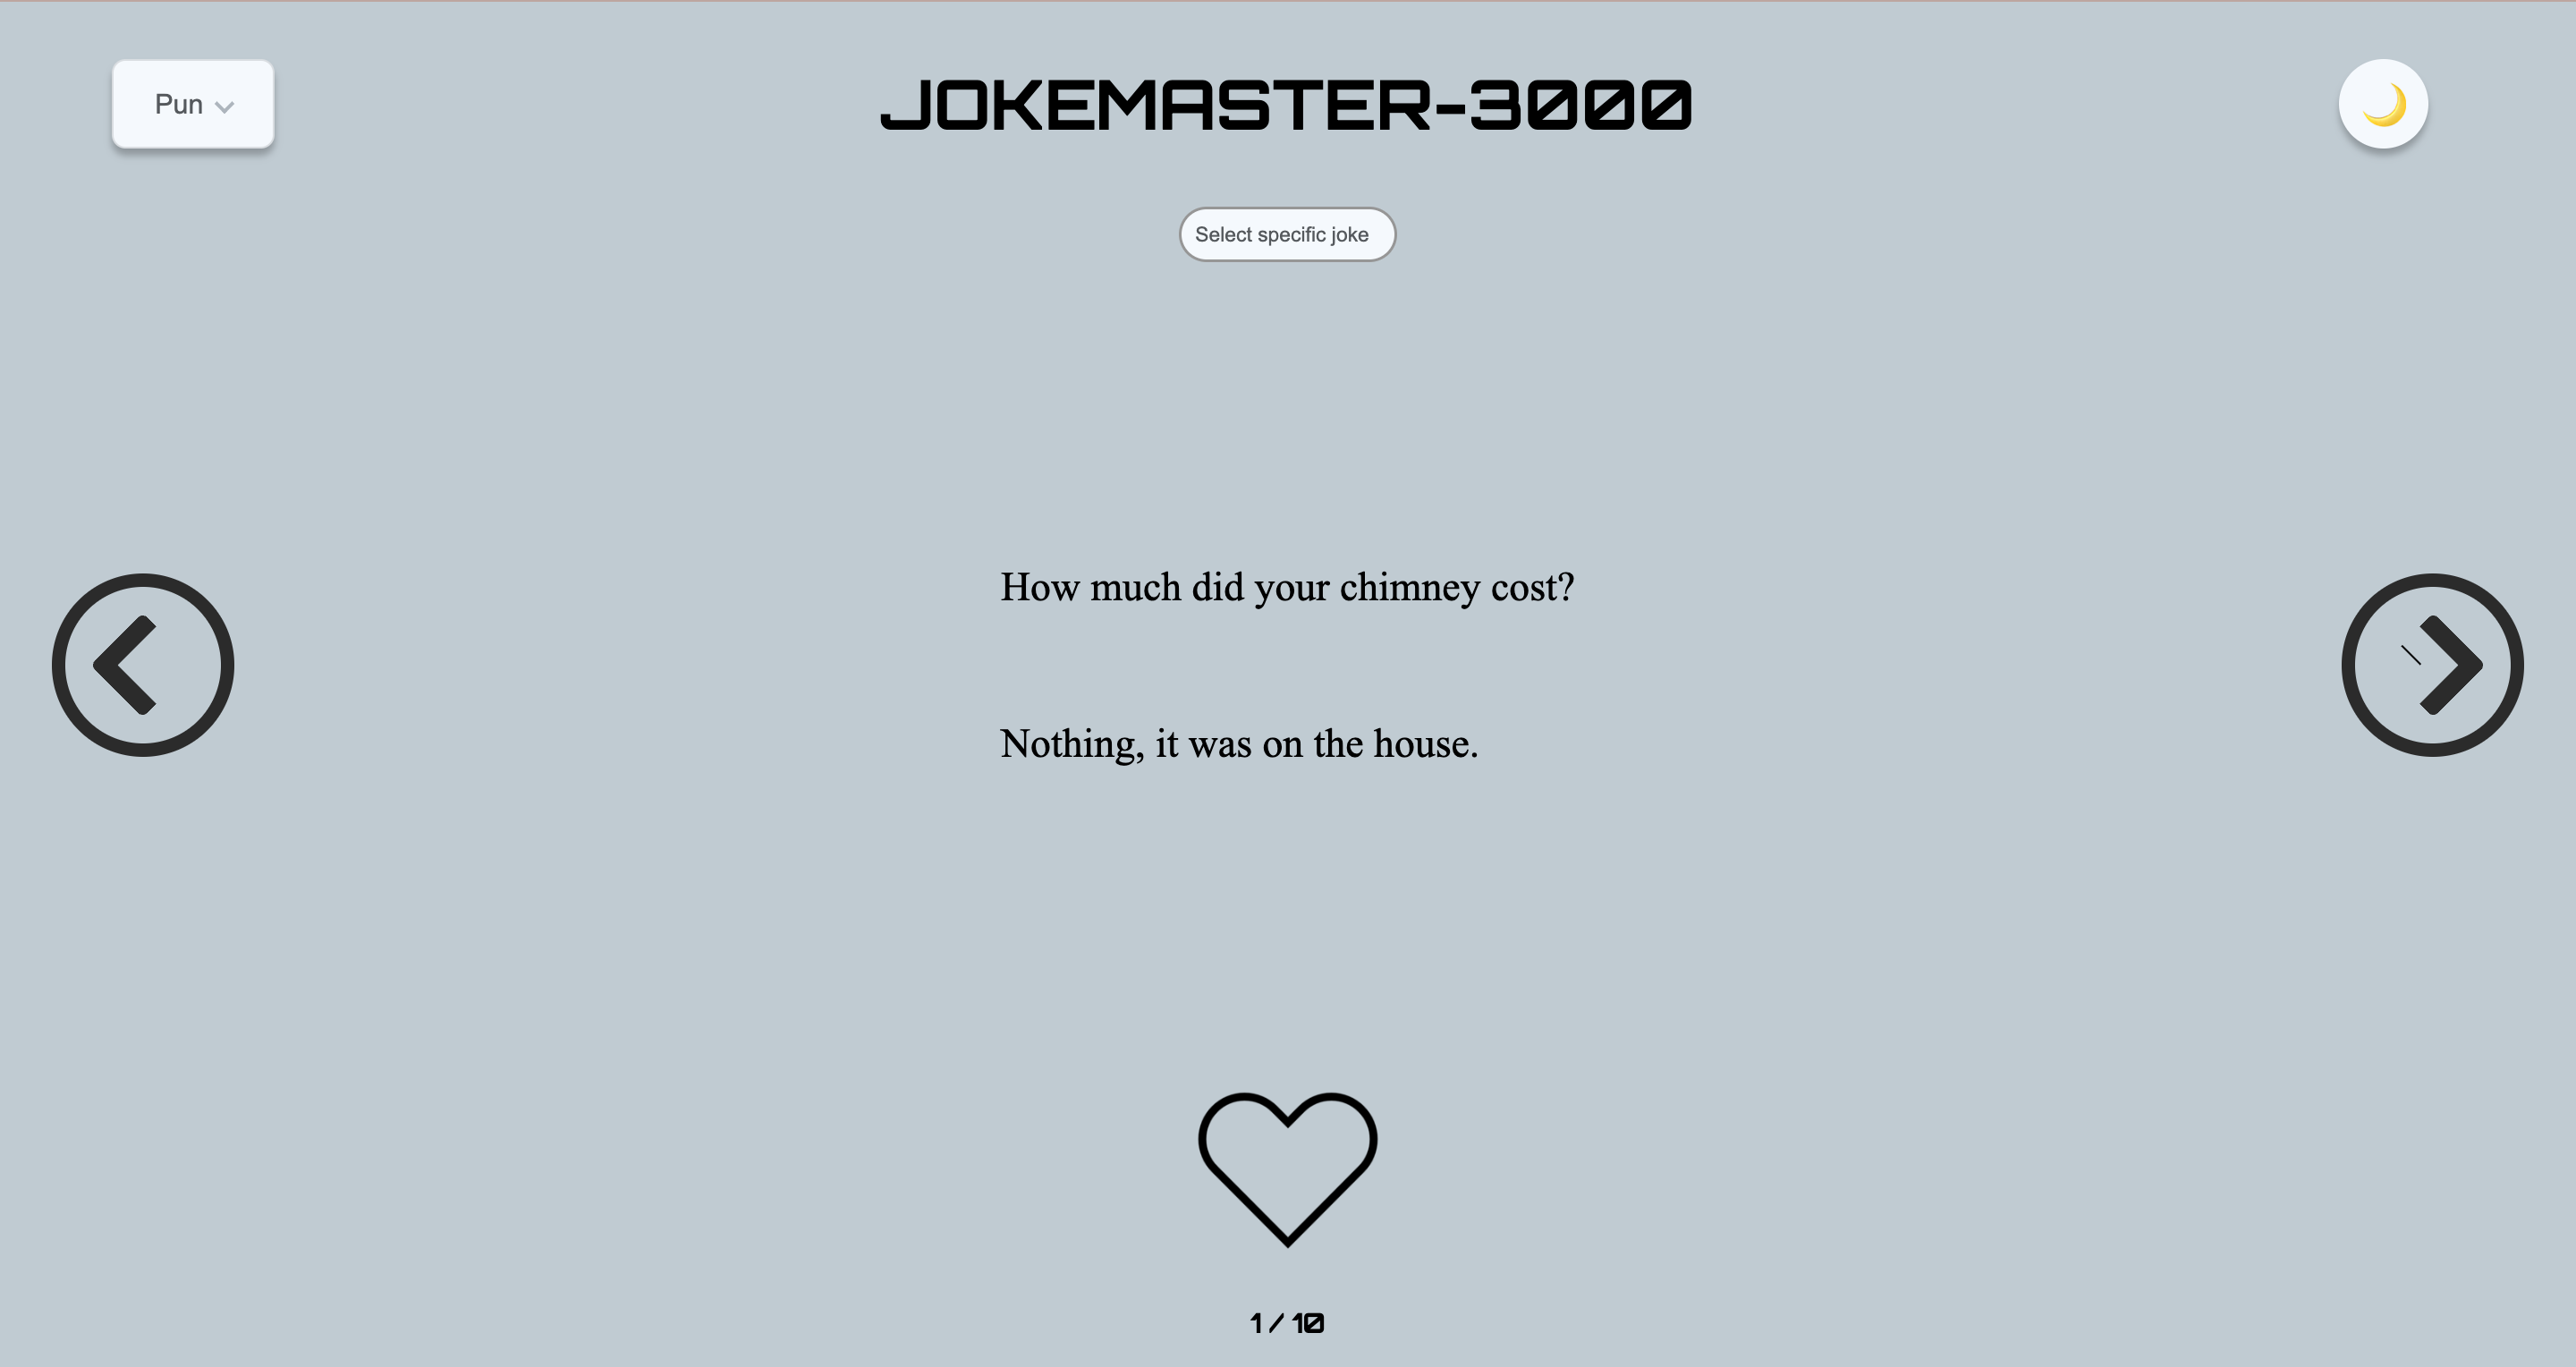 Pun
JOKEMASTER-3000
Select specific joke
How much did your chimney cost?
Nothing, it was on the house.
1 / 10